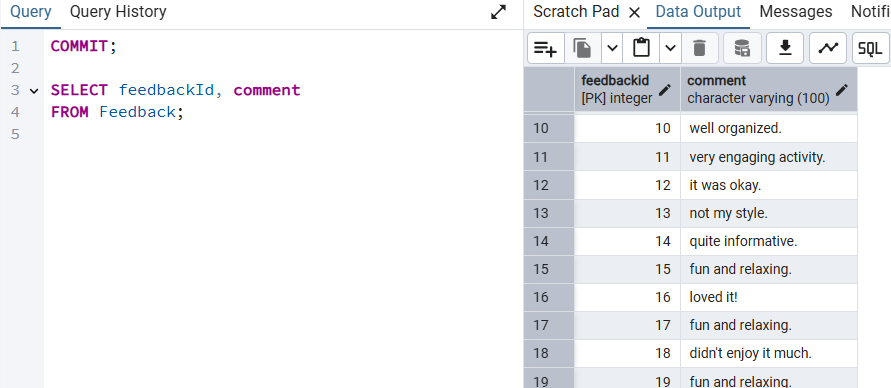 Query Query History
1 COMMIT;
2
3 SELECT feedbackId, comment
4 FROM Feedback;
5
Scratch Pad Data Output Messages Notifi
SQL
feedbackid comment
[PK] integer character varying (100)
10 10 well organized.
11 11 very engaging activity.
12 12 it was okay.
13 13 not my style.
14 14 quite informative.
15 15 fun and relaxing.
16 16 loved it!
17 17 fun and relaxing.
18 18 didn't enjoy it much.
19 19 fun and relaxing.